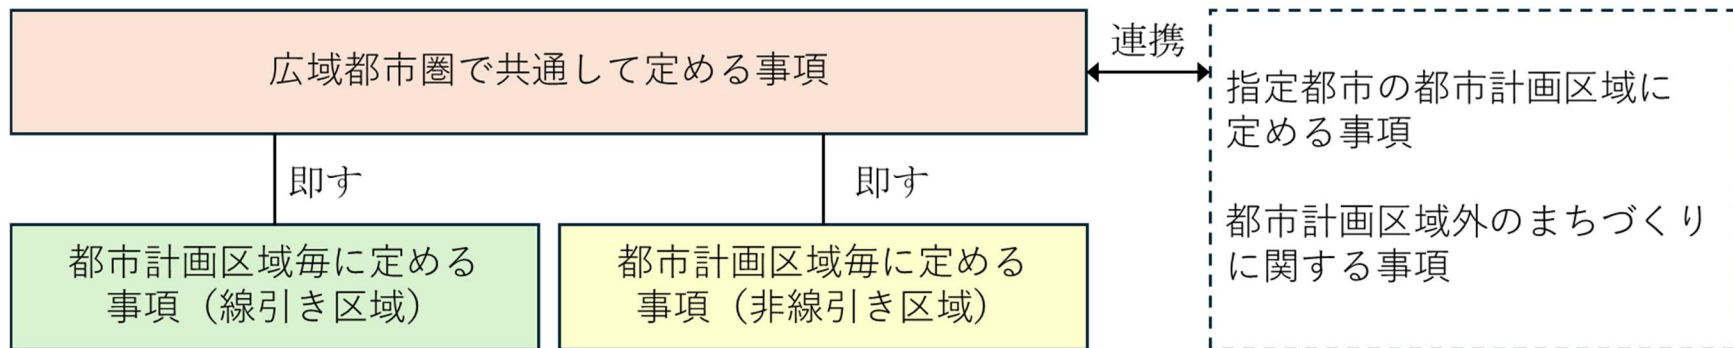 広域都市圏で共通して定める事項
連携
指定都市の都市計画区域に
定める事項
都市計画区域外のまちづくり
に関する事項
即す
即す
都市計画区域毎に定める
事項（線引き区域）
都市計画区域毎に定める
事項（非線引き区域）